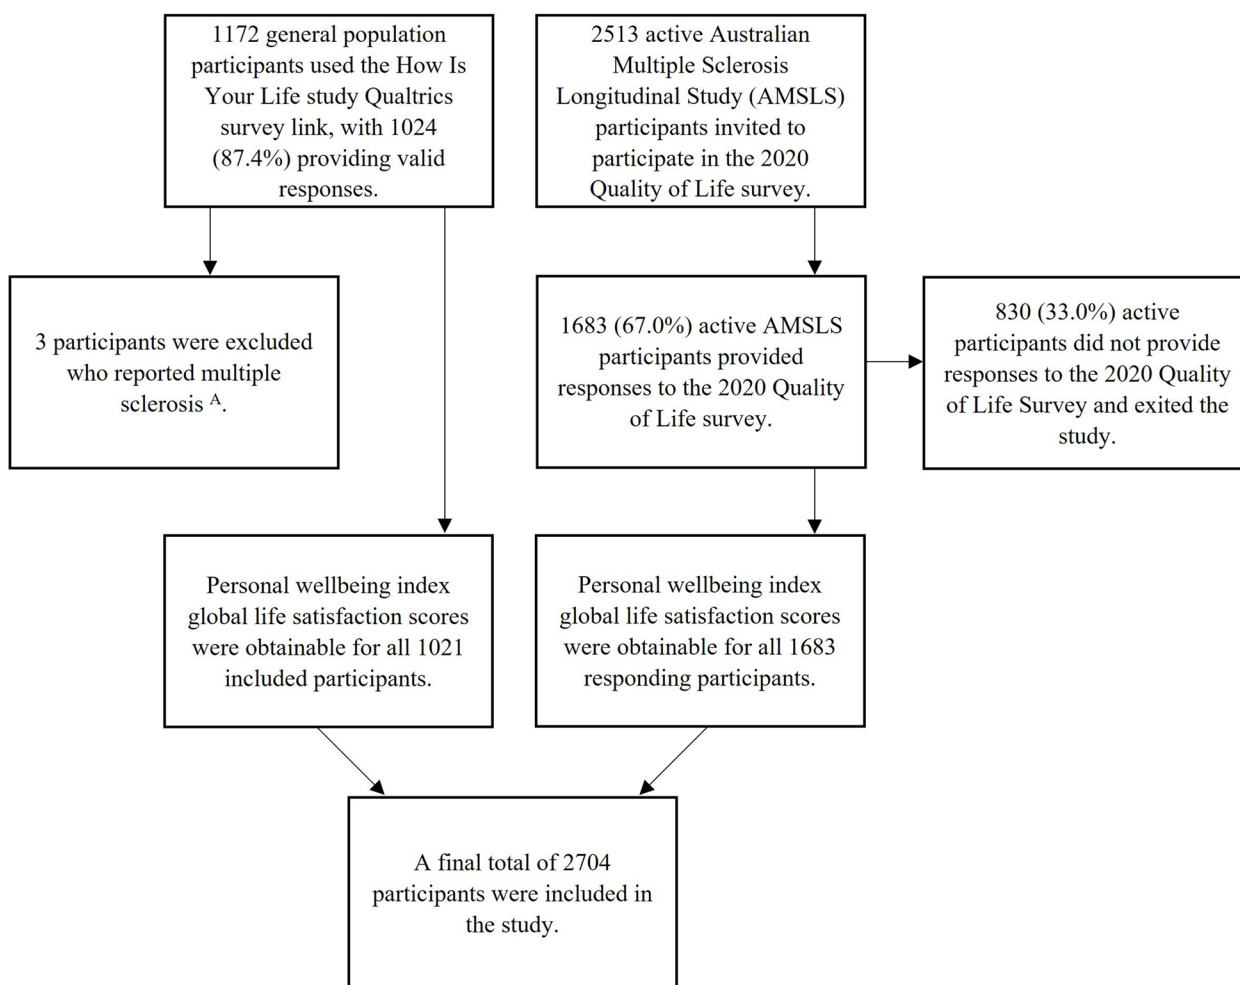 1172 general population
participants used the How Is
Your Life study Qualtrics
survey link, with 1024
(87.4%) providing valid
responses.
2513 active Australian
Multiple Sclerosis
Longitudinal Study (AMSLS)
participants invited to
participate in the 2020
Quality of Life survey.
3 participants were excluded
who reported multiple
sclerosis A.
1683 (67.0%) active AMSLS
participants provided
responses to the 2020 Quality
of Life survey.
830 (33.0%) active
participants did not provide
responses to the 2020 Quality
of Life Survey and exited the
study.
Personal wellbeing index
global life satisfaction scores
were obtainable for all 1021
included participants.
Personal wellbeing index
global life satisfaction scores
were obtainable for all 1683
responding participants.
A final total of 2704
participants were included in
the study.